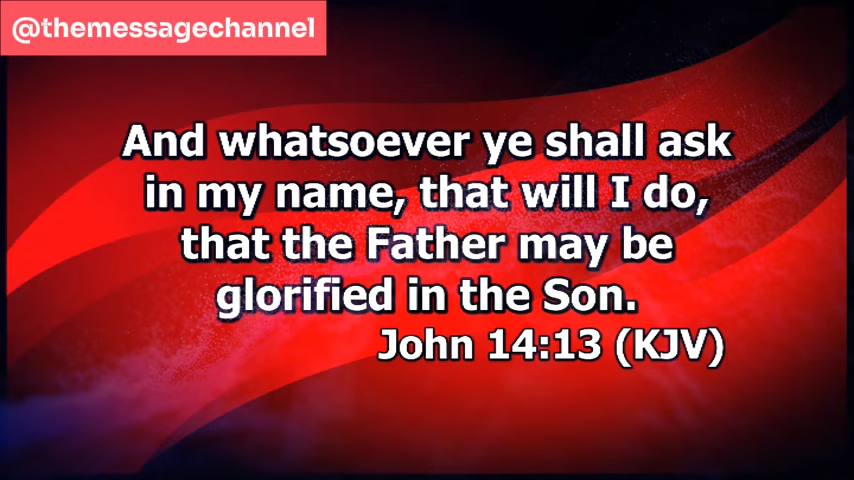 @themessagechannel
And whatsoever ye shall ask
in my name, that will I do,
that the Father may be
glorified in the Son.
John 14:13 (KJV)